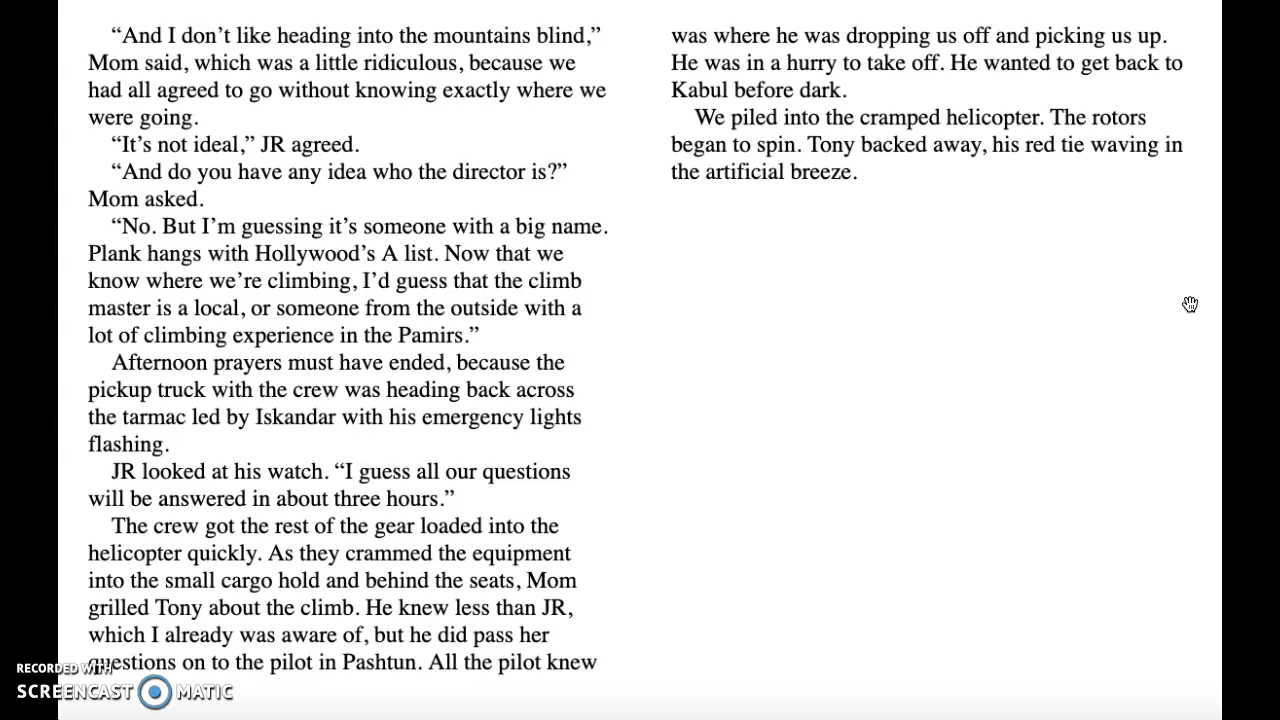 “And I don’t like heading into the mountains blind,”
Mom said, which was a little ridiculous, because we
had all agreed to go without knowing exactly where we
were going.
“It’s not ideal,” JR agreed.
“And do you have any idea who the director is?”
Mom asked.
“No. But I’m guessing it’s someone with a big name.
Plank hangs with Hollywood’s A list. Now that we
know where we’re climbing, I’d guess that the climb
master is a local, or someone from the outside with a
lot of climbing experience in the Pamirs.”
Afternoon prayers must have ended, because the
pickup truck with the crew was heading back across
the tarmac led by Iskandar with his emergency lights
flashing.
JR looked at his watch. “I guess all our questions
will be answered in about three hours.”
The crew got the rest of the gear loaded into the
helicopter quickly. As they crammed the equipment
into the small cargo hold and behind the seats, Mom
grilled Tony about the climb. He knew less than JR,
which I already was aware of, but he did pass her
questions on to the pilot in Pashtun. All the pilot knew
was where he was dropping us off and picking us up.
He was in a hurry to take off. He wanted to get back to
Kabul before dark.
We piled into the cramped helicopter. The rotors
began to spin. Tony backed away, his red tie waving in
the artificial breeze.
RECORDED WITH
SCREENCAST MATIC